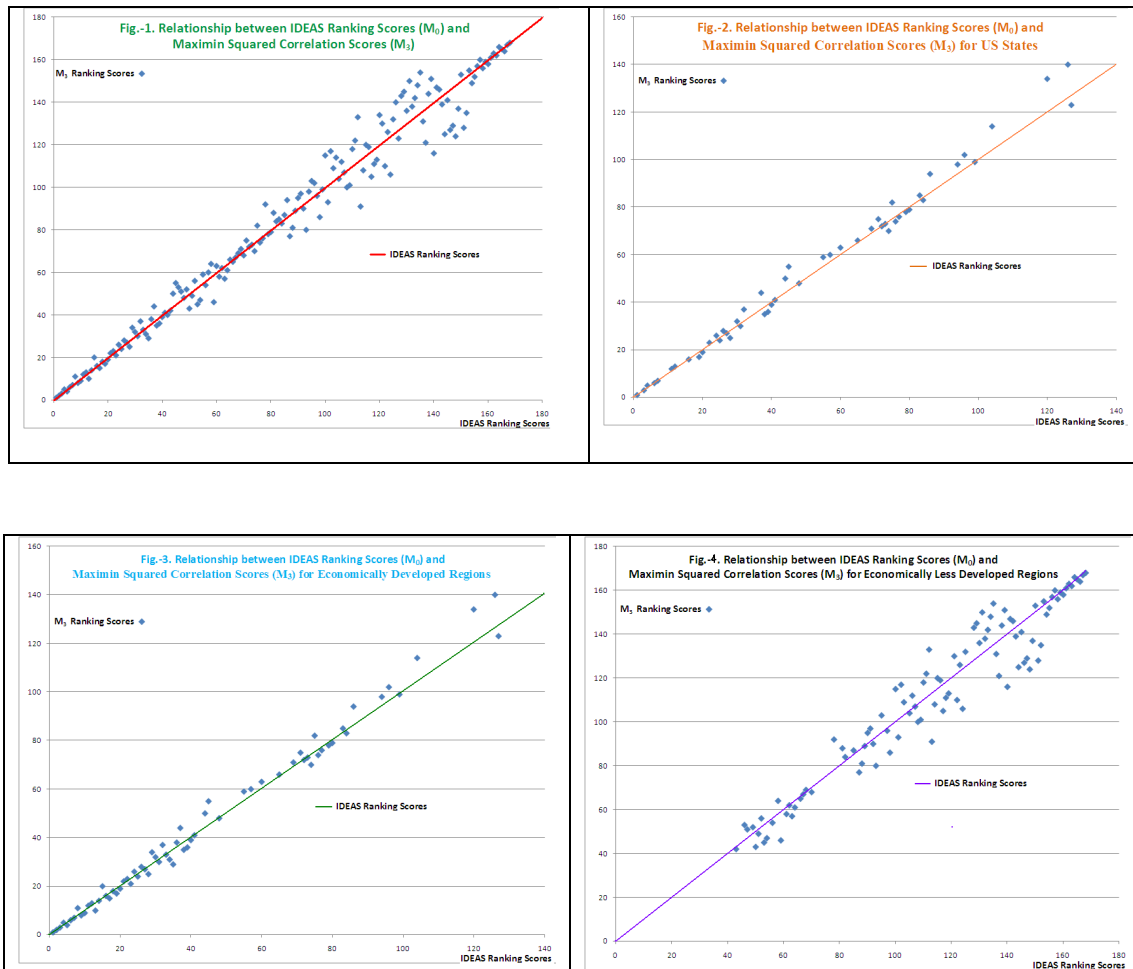 Fig.-1. Relationship between IDEAS Ranking Scores (M0) and
Maximin Squared Correlation Scores (M3)
M3 Ranking Scores
IDEAS Ranking Scores
180
160
140
120
100
80
60
40
20
0
0 20 40 60 80 100 120 140 160 180
IDEAS Ranking Scores
Fig.-2. Relationship between IDEAS Ranking Scores (M0) and
Maximin Squared Correlation Scores (M3) for US States
M3 Ranking Scores
IDEAS Ranking Scores
160
140
120
100
80
60
40
20
0
0 20 40 60 80 100 120 140
IDEAS Ranking Scores
Fig.-3. Relationship between IDEAS Ranking Scores (M0) and
Maximin Squared Correlation Scores (M3) for Economically Developed Regions
M3 Ranking Scores
IDEAS Ranking Scores
160
140
120
100
80
60
40
20
0
0 20 40 60 80 100 120 140
IDEAS Ranking Scores
Fig.-4. Relationship between IDEAS Ranking Scores (M0) and
Maximin Squared Correlation Scores (M3) for Economically Less Developed Regions
M3 Ranking Scores
IDEAS Ranking Scores
180
160
140
120
100
80
60
40
20
0
0 20 40 60 80 100 120 140 160 180
IDEAS Ranking Scores